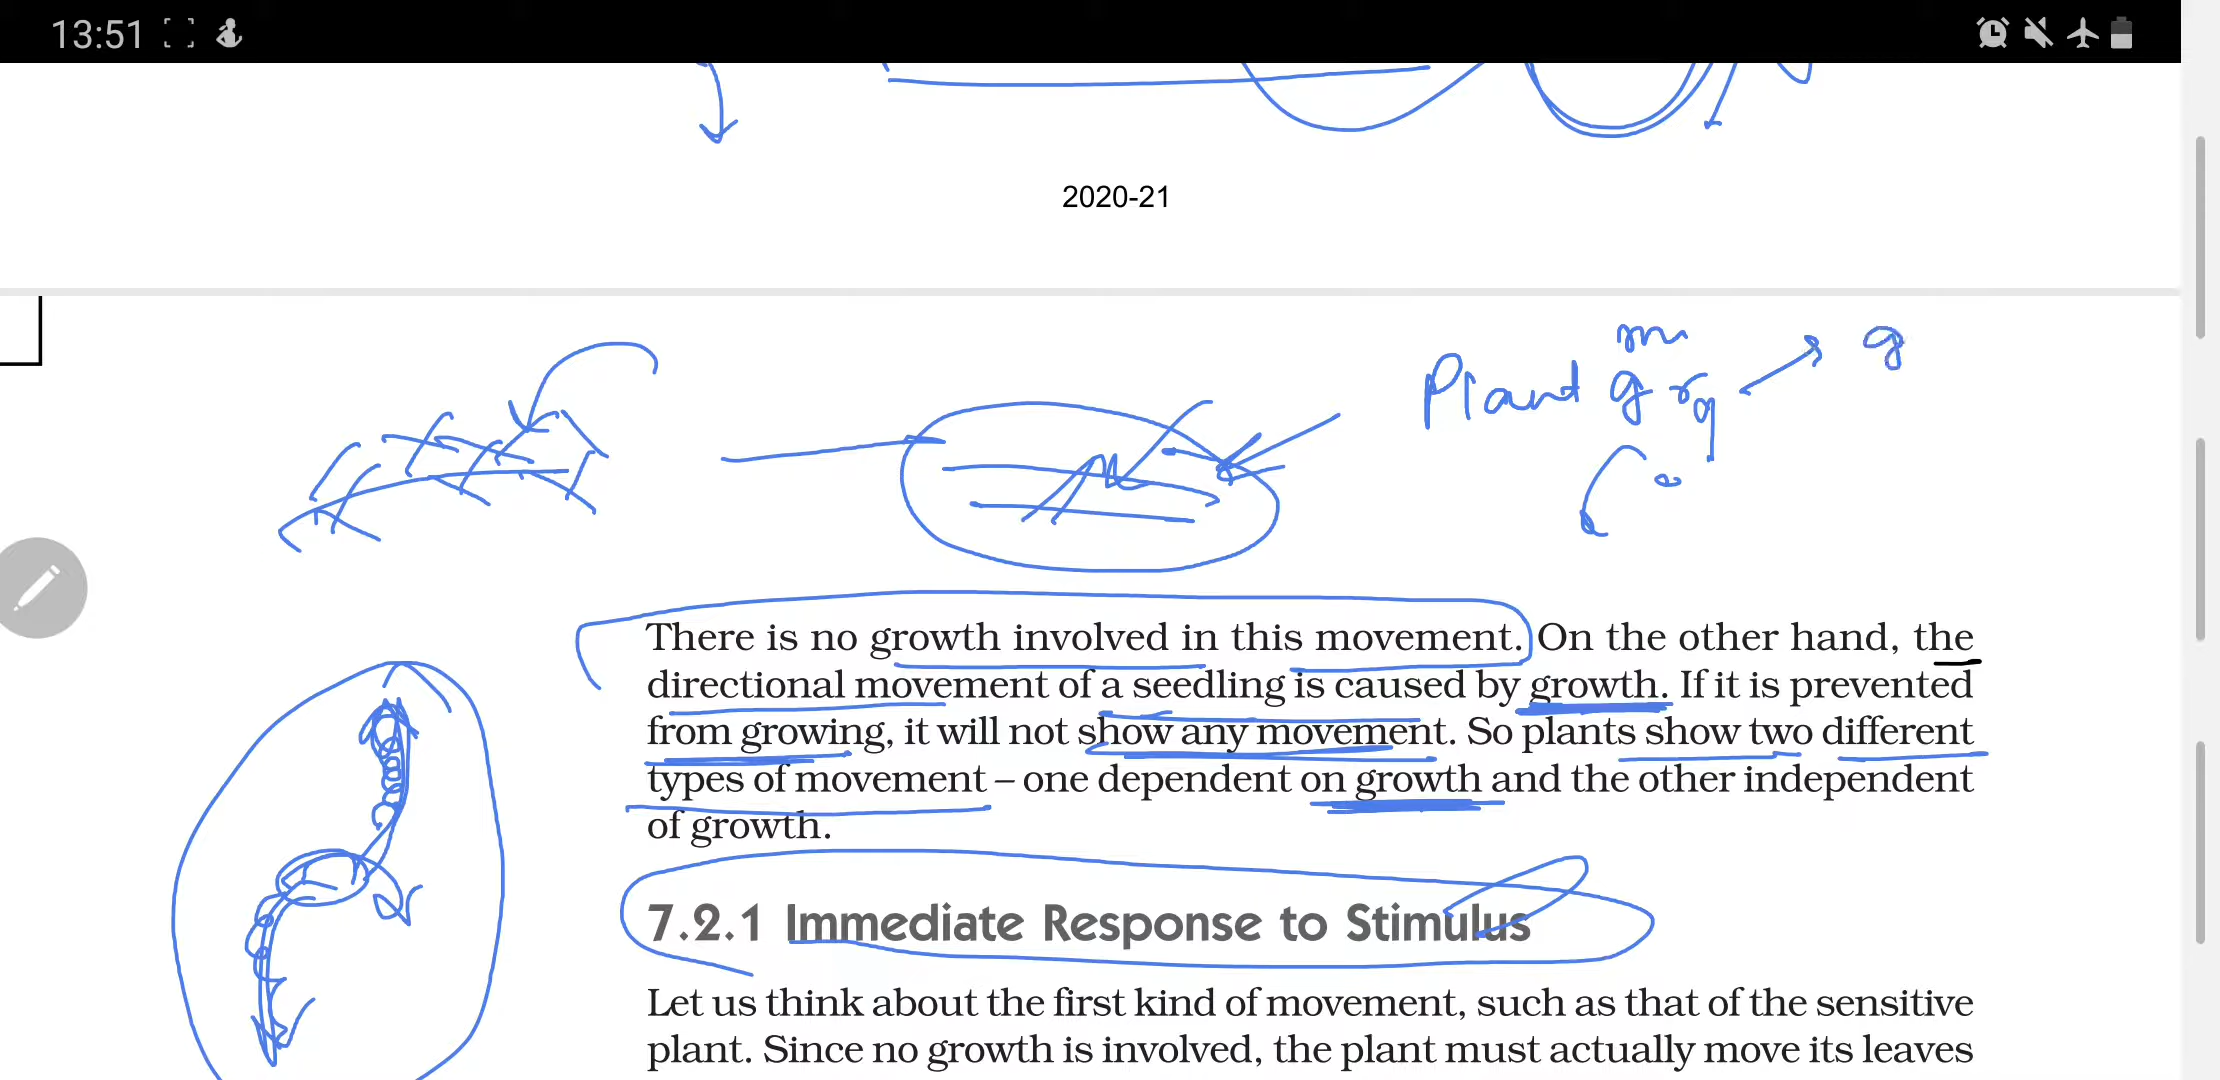 13:51
2020-21
m
Plant g
g
There is no growth involved in this movement. On the other hand, the
directional movement of a seedling is caused by growth. If it is prevented
from growing, it will not show any movement. So plants show two different
types of movement – one dependent on growth and the other independent
of growth.
7.2.1 Immediate Response to Stimulus
Let us think about the first kind of movement, such as that of the sensitive
plant. Since no growth is involved, the plant must actually move its leaves